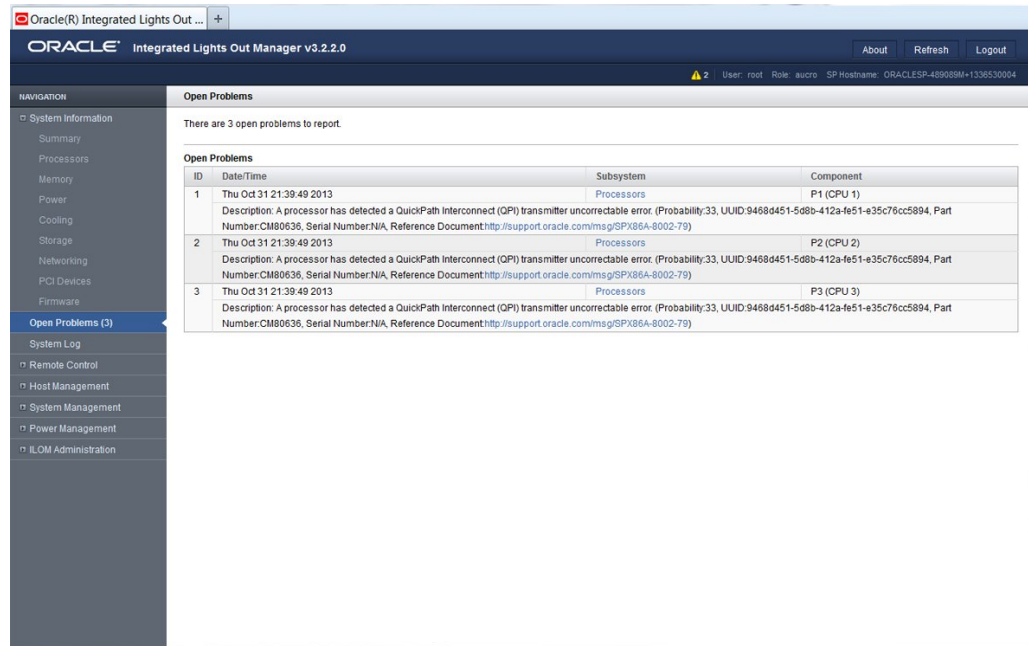 Oracle(R) Integrated Lights Out ... +
ORACLE® Integrated Lights Out Manager v3.2.2.0
About Refresh Logout
2 User: root Role: aucro SP Hostname: ORACLESP-489089M+1336530004
NAVIGATION
System Information
Summary
Processors
Memory
Power
Cooling
Storage
Networking
PCI Devices
Firmware
Open Problems (3)
System Log
Remote Control
Host Management
System Management
Power Management
ILOM Administration
Open Problems
There are 3 open problems to report.
Open Problems
ID Date/Time Subsystem Component
1 Thu Oct 31 21:39:49 2013 Processors P1 (CPU 1)
Description: A processor has detected a QuickPath Interconnect (QPI) transmitter uncorrectable error. (Probability:33, UUID:9468d451-5d8b-412a-fe51-e35c76cc5894, Part
Number:CM80636, Serial Number:N/A, Reference Document:http://support.oracle.com/msg/SPX86A-8002-79)
2 Thu Oct 31 21:39:49 2013 Processors P2 (CPU 2)
Description: A processor has detected a QuickPath Interconnect (QPI) transmitter uncorrectable error. (Probability:33, UUID:9468d451-5d8b-412a-fe51-e35c76cc5894, Part
Number:CM80636, Serial Number:N/A, Reference Document:http://support.oracle.com/msg/SPX86A-8002-79)
3 Thu Oct 31 21:39:49 2013 Processors P3 (CPU 3)
Description: A processor has detected a QuickPath Interconnect (QPI) transmitter uncorrectable error. (Probability:33, UUID:9468d451-5d8b-412a-fe51-e35c76cc5894, Part
Number:CM80636, Serial Number:N/A, Reference Document:http://support.oracle.com/msg/SPX86A-8002-79)